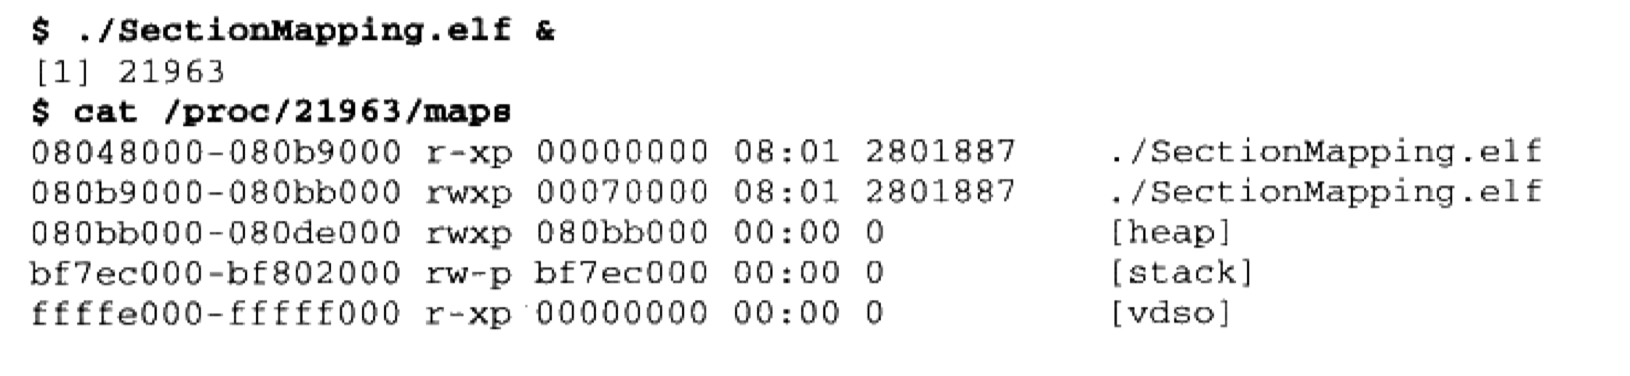 $ ./SectionMapping.elf &
[1] 21963
$ cat /proc/21963/maps
08048000-080b9000 r-xp 00000000 08:01 2801887 ./SectionMapping.elf
080b9000-080bb000 rwxp 00070000 08:01 2801887 ./SectionMapping.elf
080bb000-080de000 rwxp 080bb000 00:00 0 [heap]
bf7ec000-bf802000 rw-p bf7ec000 00:00 0 [stack]
ffffe000-fffff000 r-xp 00000000 00:00 0 [vdso]